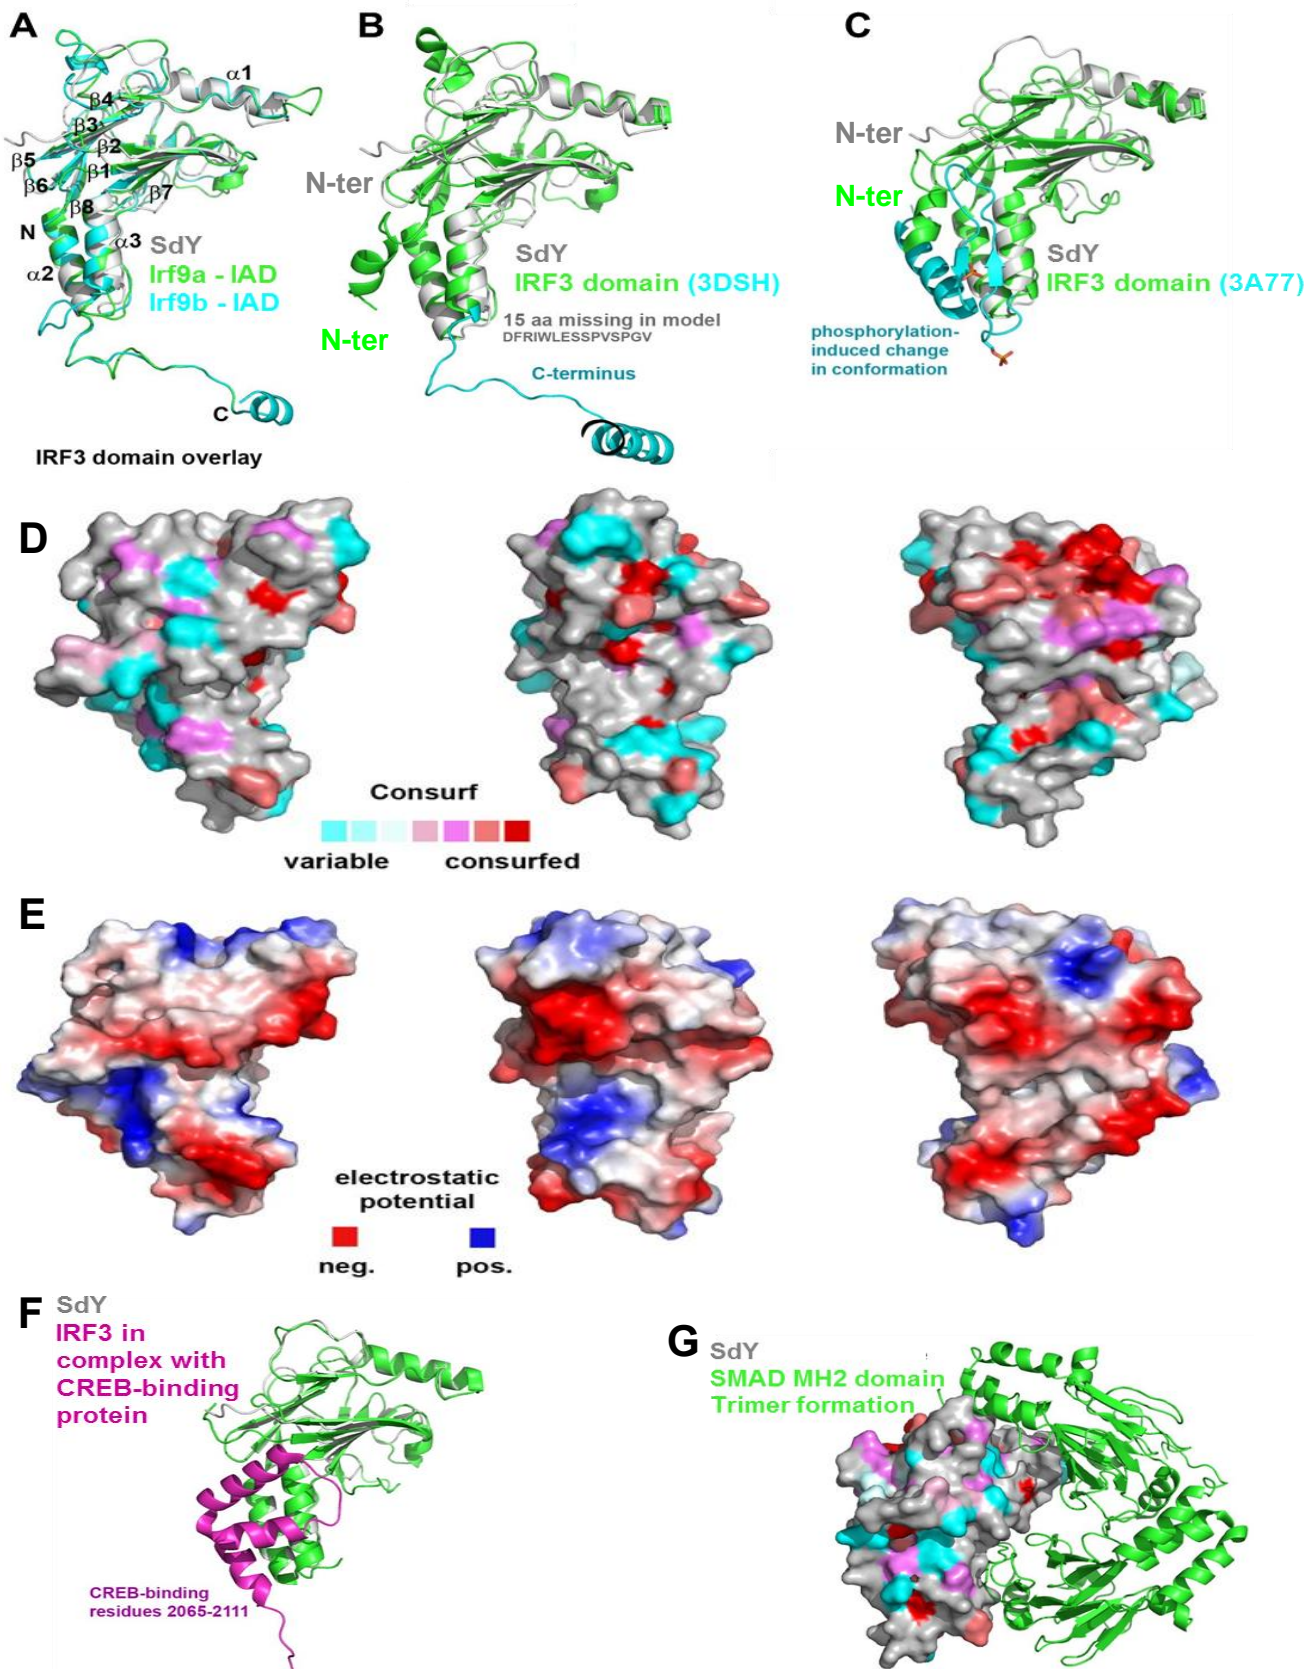 A
B
C
α1
β4
β3
β2
β5
β1
β6
β7
β8
N
α3
α2
SdY
Irf9a - IAD
Irf9b - IAD
C
IRF3 domain overlay
N-ter
SdY
IRF3 domain (3DSH)
15 aa missing in model
DFRIWLESSPVSPGV
N-ter
C-terminus
N-ter
N-ter
SdY
IRF3 domain (3A77)
phosphorylation-
induced change
in conformation
D
Consurf
variable
consurfed
E
electrostatic
potential
neg.
pos.
F
SdY
IRF3 in
complex with
CREB-binding
protein
CREB-binding
residues 2065-2111
G
SdY
SMAD MH2 domain
Trimer formation